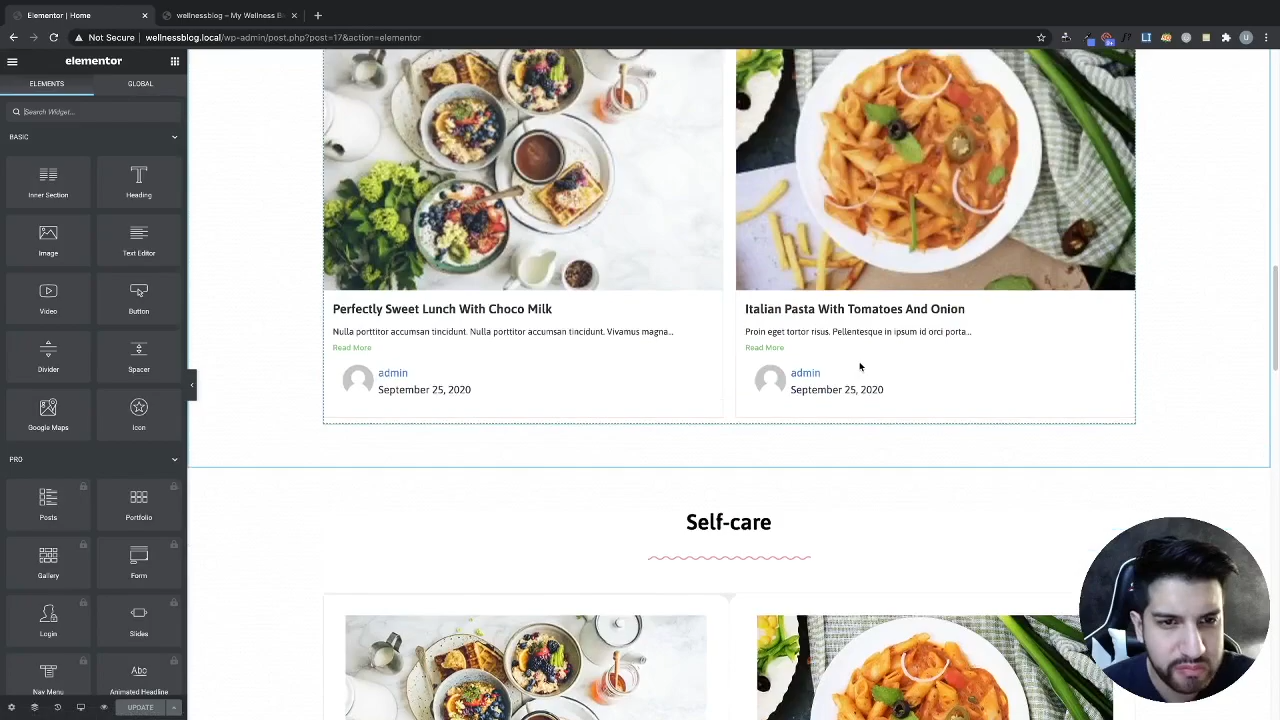 Elementor | Home
wellnessblog – My Wellness B
Not Secure | wellnessblog.local/wp-admin/post.php?post=17&action=elementor
elementor
ELEMENTS
GLOBAL
Search Widget...
BASIC
Inner Section
Heading
Image
Text Editor
Video
Button
Divider
Spacer
Google Maps
Icon
PRO
Posts
Portfolio
Gallery
Form
Login
Slides
Nav Menu
Abc
Animated Headline
UPDATE
Perfectly Sweet Lunch With Choco Milk
Nulla porttitor accumsan tincidunt. Nulla porttitor accumsan tincidunt. Vivamus magna...
Read More
admin
September 25, 2020
Italian Pasta With Tomatoes And Onion
Proin eget tortor risus. Pellentesque in ipsum id orci porta...
Read More
admin
September 25, 2020
Self-care